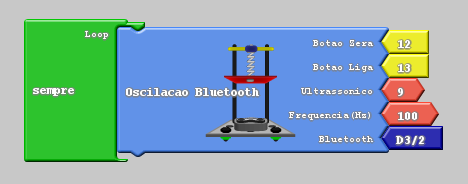 Loop
sempre
Oscilacao Bluetooth
Botao Zera 12
Botao Liga 13
Ultrassonico 9
Frequencia(Hz) 100
Bluetooth D3/2